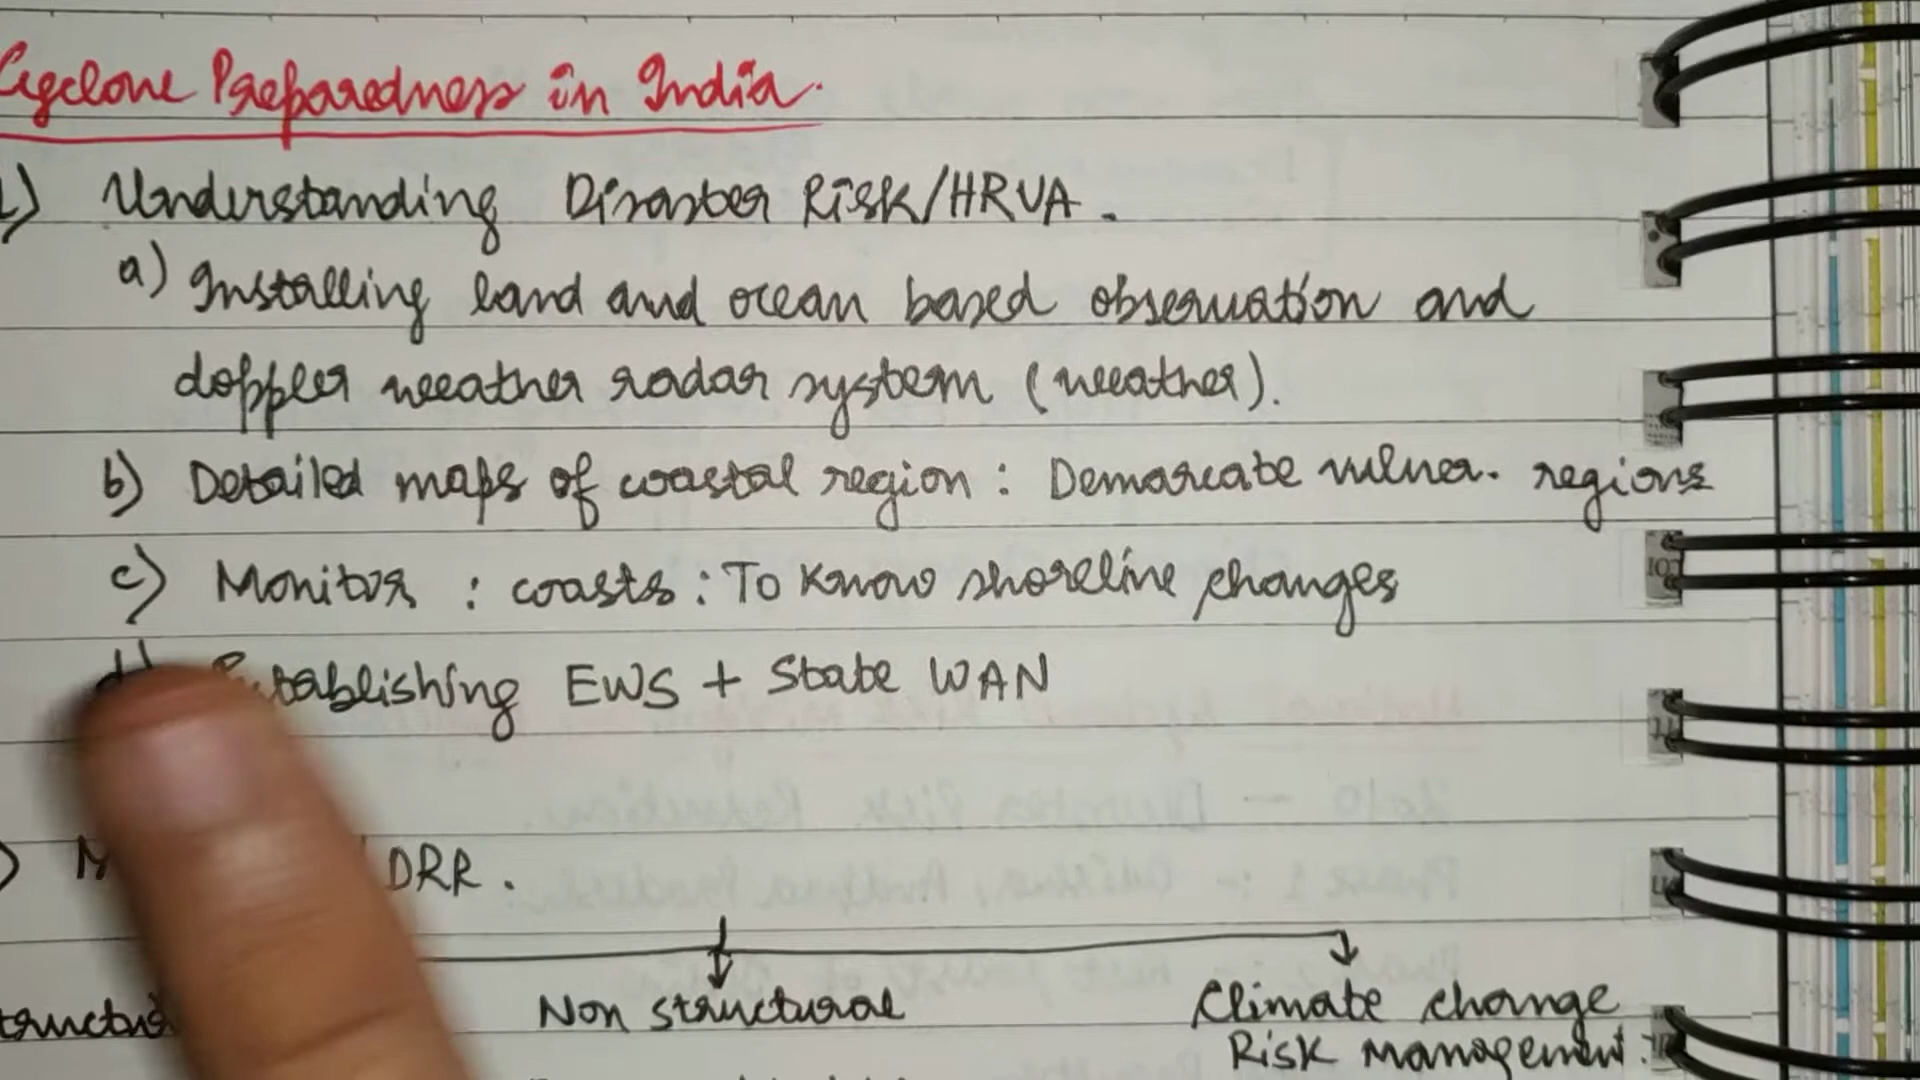 Cyclone Preparedness in India.
1) Understanding Disaster Risk/HRVA.
a) Installing land and ocean based observation and
doppler weather radar system (weather).
b) Detailed maps of coastal region : Demarcate vulner. regions
c) Monitor : coasts : To know shoreline changes
d) Establishing EWS + State WAN
DRR.
Non structural
Climate change
Risk management.